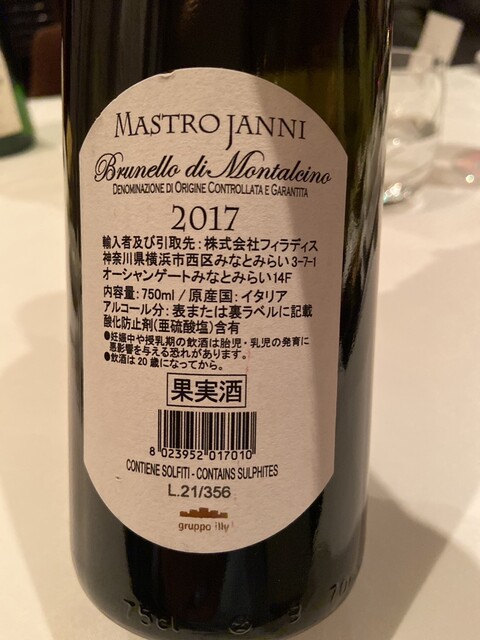 MASTROJANNI
Brunello di Montalcino
DENOMINAZIONE DI ORIGINE CONTROLLATA E GARANTITA
2017
輸入者及び引取先：株式会社フィラディス
神奈川県横浜市西区みなとみらい3-7-1
オーシャンゲートみなとみらい14F
内容量：750ml / 原産国：イタリア
アルコール分：表または裏ラベルに記載
酸化防止剤(亜硫酸塩)含有
●妊娠中や授乳期の飲酒は胎児・乳児の発育に
悪影響を与える恐れがあります。
●飲酒は20歳になってから。
果実酒
8 023952 017010
CONTIENE SOLFITI - CONTAINS SULPHITES
L.21/356
gruppo illy
75cl